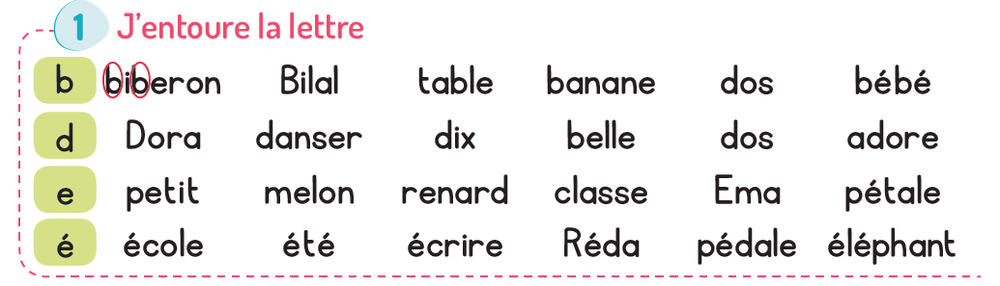 1 J'entoure la lettre
b biberon Bilal table banane dos bébé
d Dora danser dix belle dos adore
e petit melon renard classe Ema pétale
é école été écrire Réda pédale éléphant